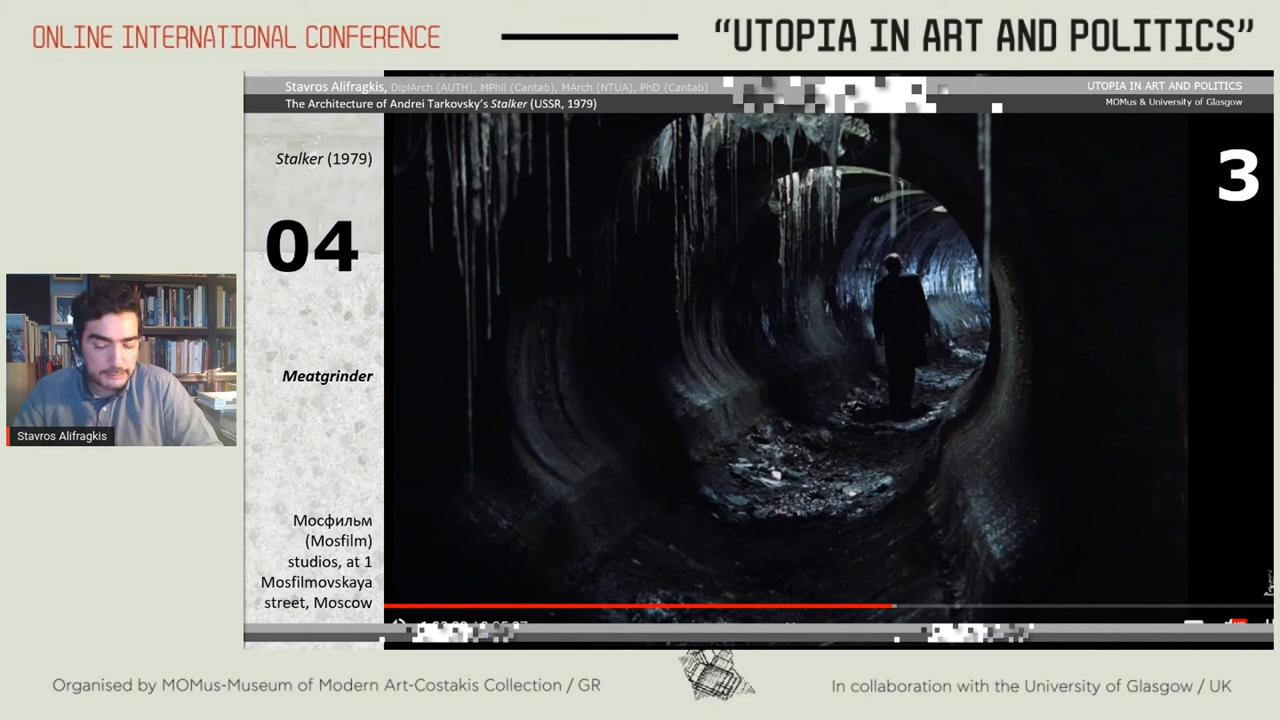 ONLINE INTERNATIONAL CONFERENCE
“UTOPIA IN ART AND POLITICS”
Stavros Alifragkis, DiplArch (AUTH), MPhil (Cantab), MArch (NTUA), PhD (Cantab)
UTOPIA IN ART AND POLITICS
The Architecture of Andrei Tarkovsky's Stalker (USSR, 1979)
MOMus & University of Glasgow
Stalker (1979)
3
04
Meatgrinder
Stavros Alifragkis
Мосфильм
(Mosfilm)
studios, at 1
Mosfilmovskaya
street, Moscow
Organised by MOMus-Museum of Modern Art-Costakis Collection / GR
In collaboration with the University of Glasgow / UK